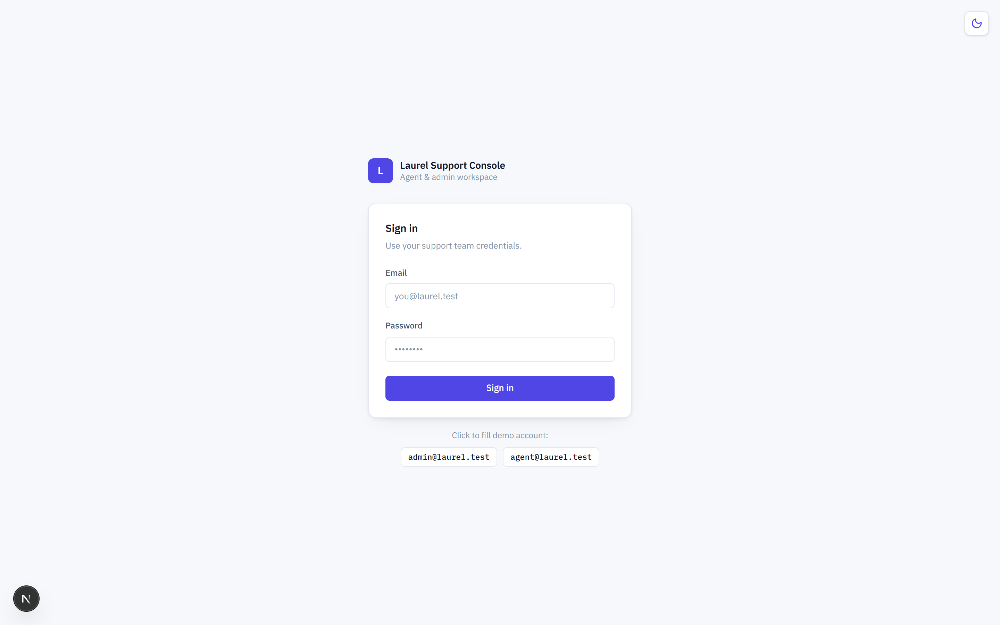 L
Laurel Support Console
Agent & admin workspace
Sign in
Use your support team credentials.
Email
you@laurel.test
Password
••••••••
Sign in
Click to fill demo account:
admin@laurel.test
agent@laurel.test
N